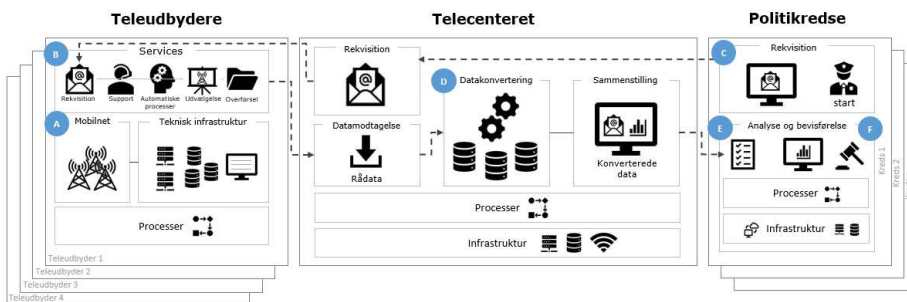 Teleudbydere
B
Services
Rekvisition
Support
Automatiske
processer
Udvælgelse
Overførsel
A
Mobilnet
Teknisk infrastruktur
Processer
Teleudbyder 1
Teleudbyder 2
Teleudbyder 3
Teleudbyder 4
Telecenteret
Rekvisition
Datamodtagelse
Rådata
D
Datakonvertering
Sammenstilling
Konverterede
data
Processer
Infrastruktur
Politikredse
C
Rekvisition
start
E
Analyse og bevisførelse
F
Processer
Infrastruktur
Kreds 1
Kreds 2